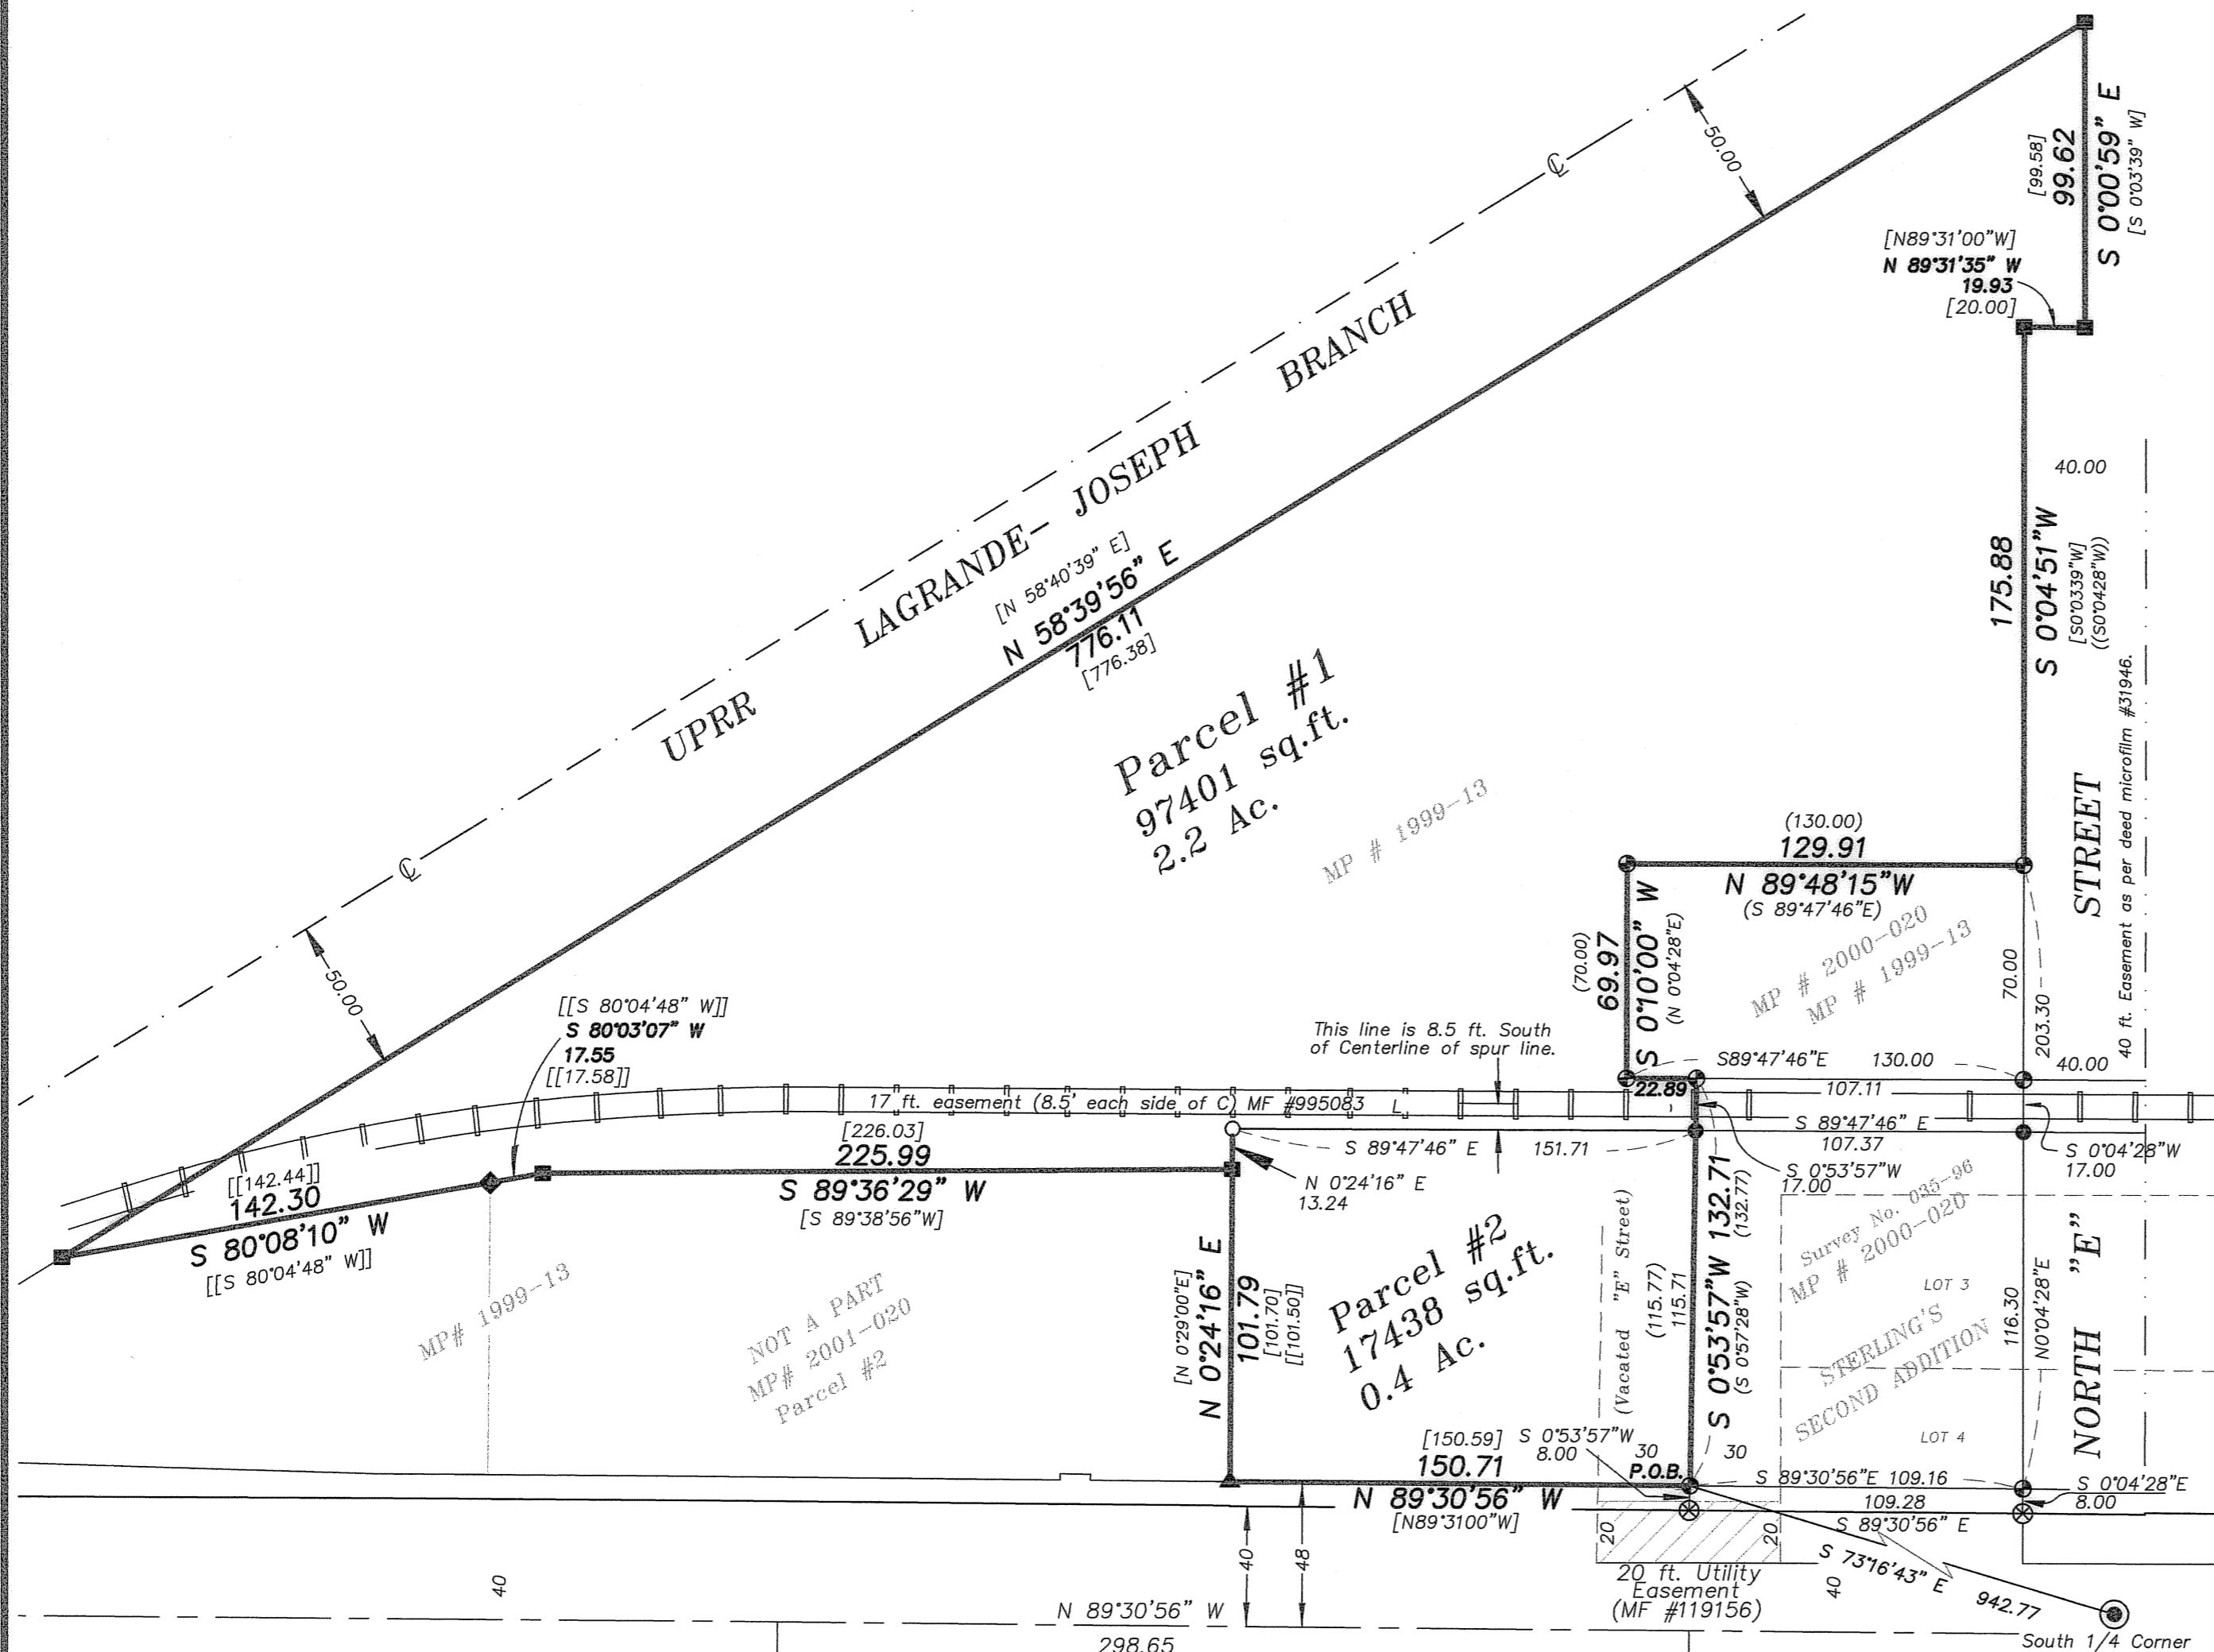 [99.58]
99.62
S 0°00'59" E
[S 0°03'39" W]
50.00
℄
[N89°31'00"W]
N 89°31'35" W
19.93
[20.00]
UPRR LAGRANDE- JOSEPH BRANCH
[N 58°40'39" E]
N 58°39'56" E
776.11
[776.38]
40.00
175.88
S 0°04'51"W
[S0°0339"W]
((S0°04'28"W))
Parcel #1
97401 sq.ft.
2.2 Ac.
MP # 1999-13
40 ft. Easement as per deed microfilm #31946.
STREET
(130.00)
129.91
N 89°48'15"W
(S 89°47'46"E)
℄
50.00
(70.00)
69.97
S 0°10'00" W
(N 0°04'28"E)
MP # 2000-020
MP # 1999-13
70.00
203.30
[[S 80°04'48" W]]
S 80°03'07" W
17.55
[[17.58]]
This line is 8.5 ft. South
of Centerline of spur line.
S89°47'46"E 130.00
40.00
22.89
107.11
17 ft. easement (8.5' each side of C) MF #995083 L
[226.03]
225.99
S 89°36'29" W
[S 89°38'56"W]
S 89°47'46" E 151.71
S 89°47'46" E
107.37
S 0°04'28"W
17.00
S 0°53'57"W
17.00
N 0°24'16" E
13.24
[[142.44]]
142.30
S 80°08'10" W
[[S 80°04'48" W]]
MP# 1999-13
NOT A PART
MP# 2001-020
Parcel #2
[N 0°29'00"E]
N 0°24'16" E
101.79
[101.70]
[[101.50]]
Parcel #2
17438 sq.ft.
0.4 Ac.
(Vacated "E" Street)
(115.77)
115.71
S 0°53'57"W 132.71
(S 0°57'28"W) (132.77)
Survey No. 035-96
MP # 2000-020
LOT 3
STERLING'S
SECOND ADDITION
LOT 4
116.30
N0°04'28"E
NORTH "E"
[150.59]
150.71
N 89°30'56" W
[N89°3100"W]
S 0°53'57"W
8.00
30
30
P.O.B.
S 89°30'56"E 109.16
109.28
S 89°30'56" E
S 0°04'28"E
8.00
20
20
S 73°16'43" E
942.77
20 ft. Utility
Easement
(MF #119156)
40
48
40
40
N 89°30'56" W
298.65
South 1/4 Corner